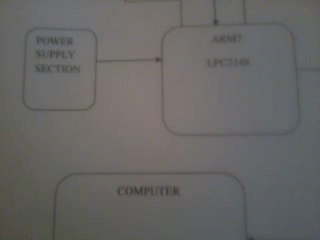 POWER
SUPPLY
SECTION
ARM7
LPC2148
COMPUTER